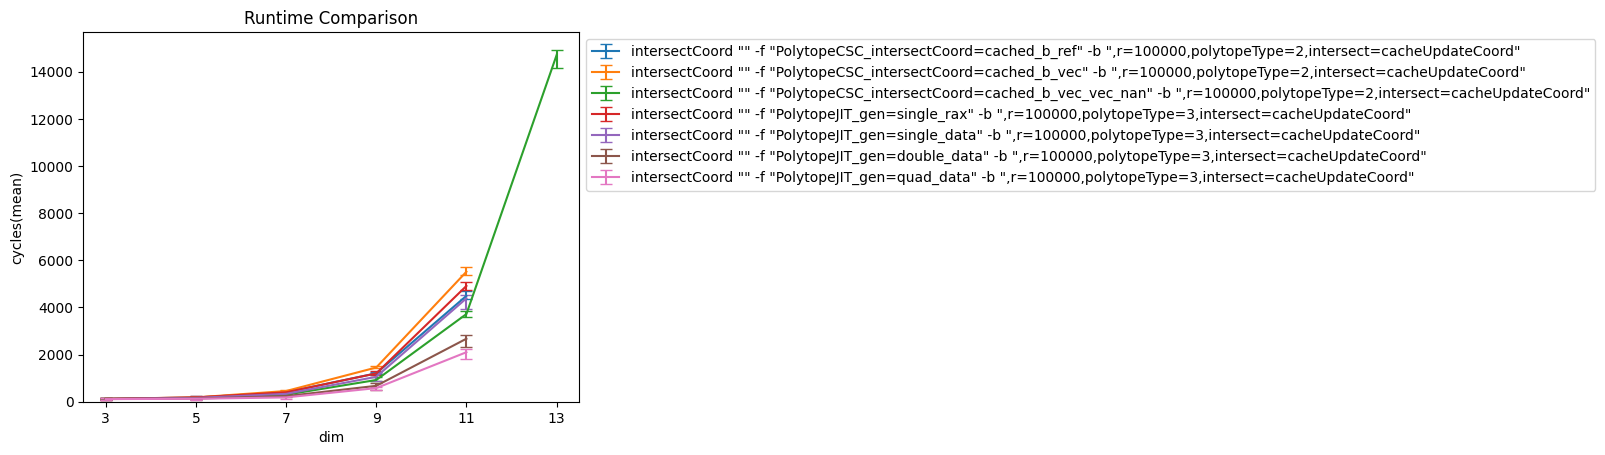 Runtime Comparison
cycles(mean)
14000
12000
10000
8000
6000
4000
2000
0
3 5 7 9 11 13
dim
intersectCoord "" -f "PolytopeCSC_intersectCoord=cached_b_ref" -b ",r=100000,polytopeType=2,intersect=cacheUpdateCoord"
intersectCoord "" -f "PolytopeCSC_intersectCoord=cached_b_vec" -b ",r=100000,polytopeType=2,intersect=cacheUpdateCoord"
intersectCoord "" -f "PolytopeCSC_intersectCoord=cached_b_vec_vec_nan" -b ",r=100000,polytopeType=2,intersect=cacheUpdateCoord"
intersectCoord "" -f "PolytopeJIT_gen=single_rax" -b ",r=100000,polytopeType=3,intersect=cacheUpdateCoord"
intersectCoord "" -f "PolytopeJIT_gen=single_data" -b ",r=100000,polytopeType=3,intersect=cacheUpdateCoord"
intersectCoord "" -f "PolytopeJIT_gen=double_data" -b ",r=100000,polytopeType=3,intersect=cacheUpdateCoord"
intersectCoord "" -f "PolytopeJIT_gen=quad_data" -b ",r=100000,polytopeType=3,intersect=cacheUpdateCoord"